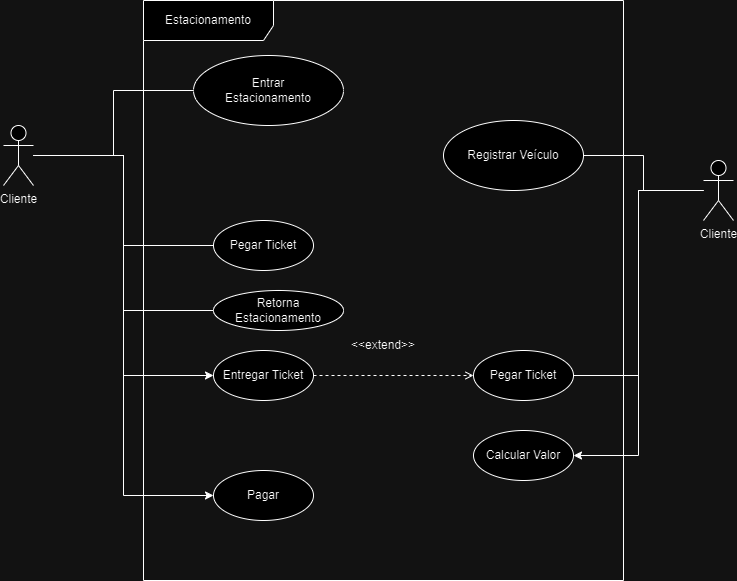 Estacionamento
Entrar
Estacionamento
Registrar Veículo
Cliente
Cliente
Pegar Ticket
Retorna
Estacionamento
<<extend>>
Entregar Ticket
Pegar Ticket
Calcular Valor
Pagar